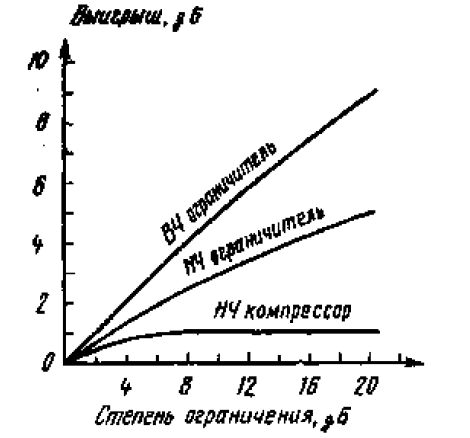 Выигрыш, дб
10
8
6
4
2
0
ВЧ ограничитель
НЧ ограничитель
НЧ компрессор
4 8 12 16 20
Степень ограничения, дб